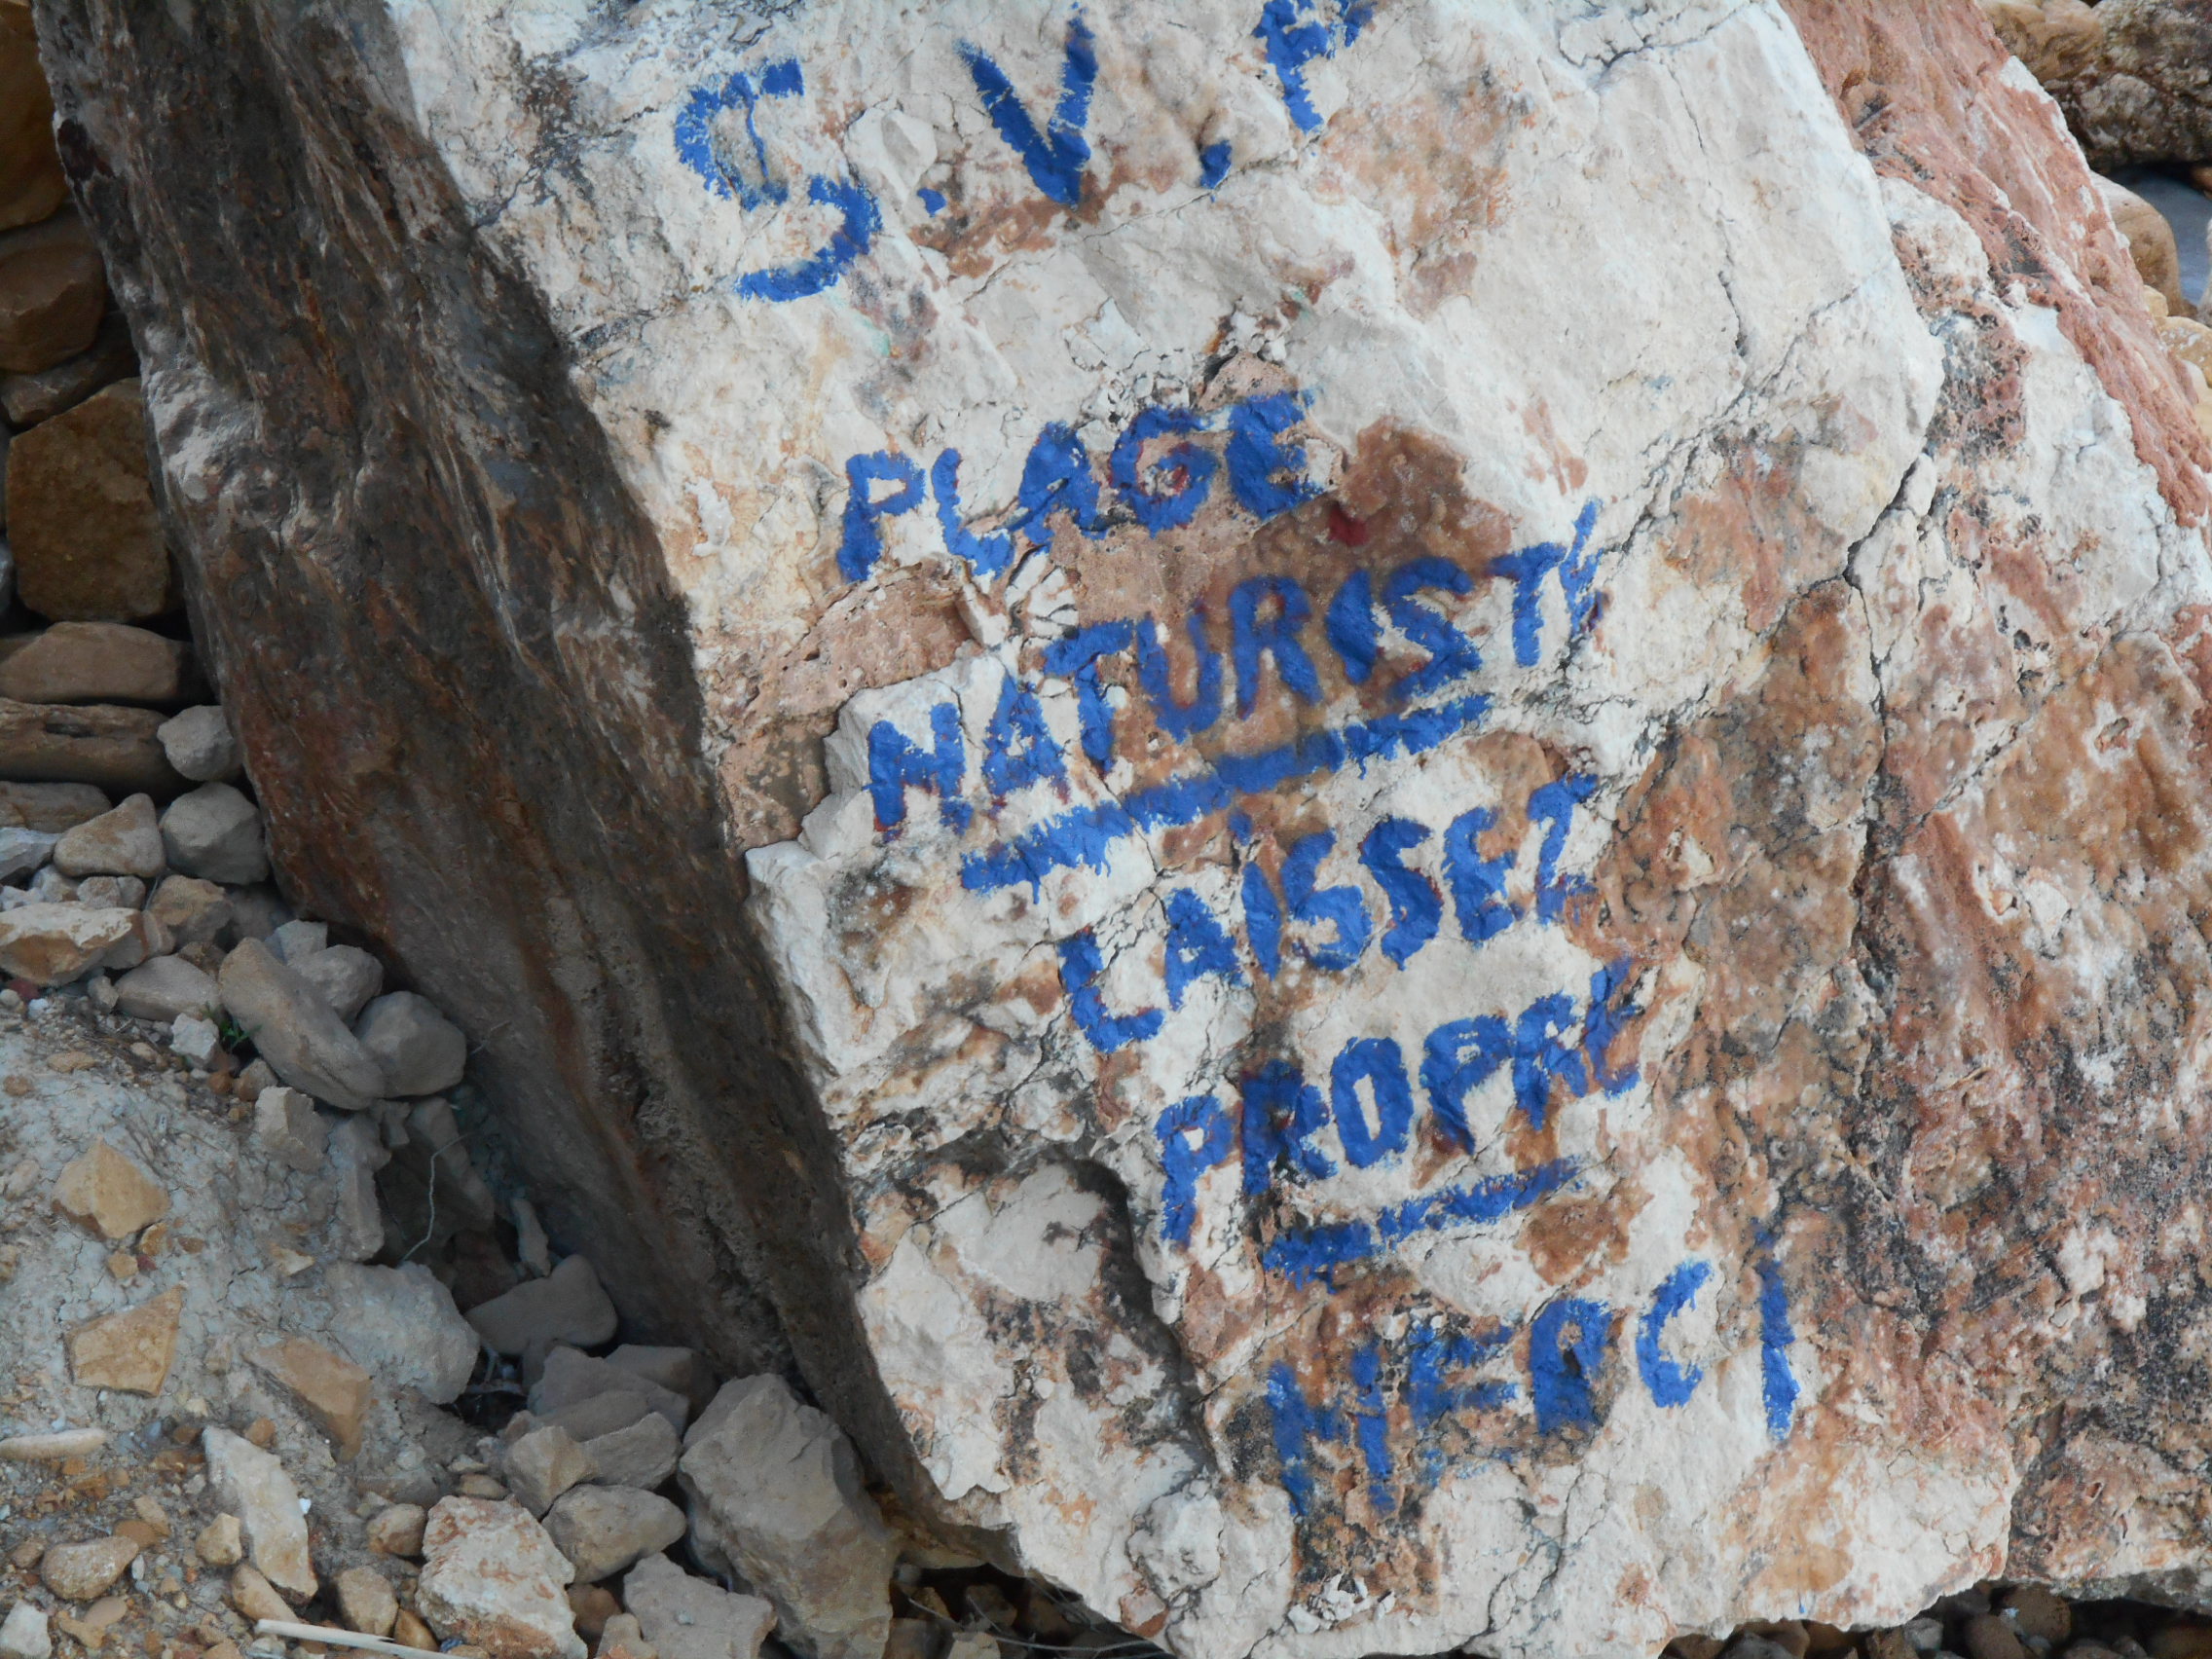 S.V.P
PLAGE
NATURISTE
LAISSEZ
PROPRE
MERCI